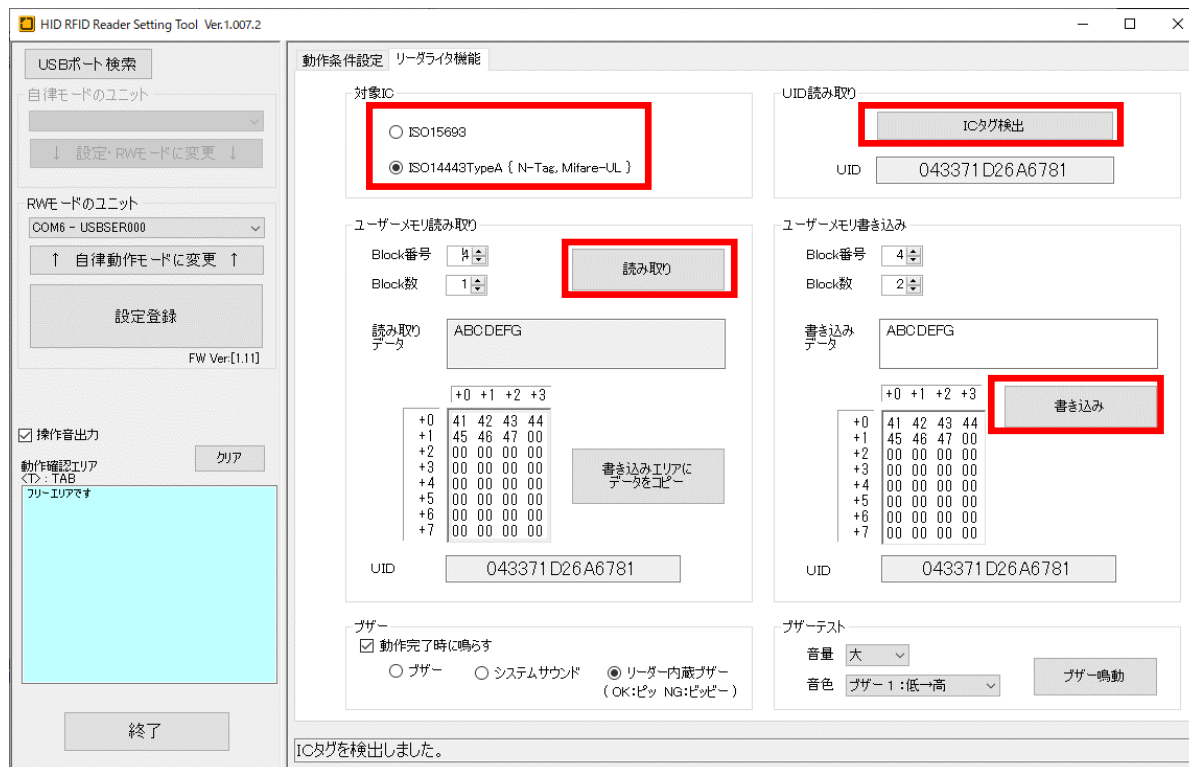 HID RFID Reader Setting Tool Ver.1.007.2
USBポート検索
自律モードのユニット
↓ 設定・RWモードに変更 ↓
RWモードのユニット
COM6 - USBSER000
↑ 自律動作モードに変更 ↑
設定登録
FW Ver:[1.11]
操作音出力
クリア
動作確認エリア
<T> : TAB
フリーエリアです
終了
動作条件設定 リーダライタ機能
対象IC
ISO15693
ISO14443TypeA { N-Tag, Mifare-UL }
UID読み取り
ICタグ検出
UID 043371D26A6781
ユーザーメモリ読み取り
Block番号 4
Block数 1
読み取り
読み取り
データ
ABCDEFG
+0 +1 +2 +3
+0 41 42 43 44
+1 45 46 47 00
+2 00 00 00 00
+3 00 00 00 00
+4 00 00 00 00
+5 00 00 00 00
+6 00 00 00 00
+7 00 00 00 00
書き込みエリアに
データをコピー
UID 043371D26A6781
ユーザーメモリ書き込み
Block番号 4
Block数 2
書き込み
データ
ABCDEFG
+0 +1 +2 +3
+0 41 42 43 44
+1 45 46 47 00
+2 00 00 00 00
+3 00 00 00 00
+4 00 00 00 00
+5 00 00 00 00
+6 00 00 00 00
+7 00 00 00 00
書き込み
UID 043371D26A6781
ブザー
動作完了時に鳴らす
ブザー システムサウンド リーダー内蔵ブザー
( OK:ピッ NG:ピッピー )
ブザーテスト
音量 大
音色 ブザー1:低→高
ブザー鳴動
ICタグを検出しました。